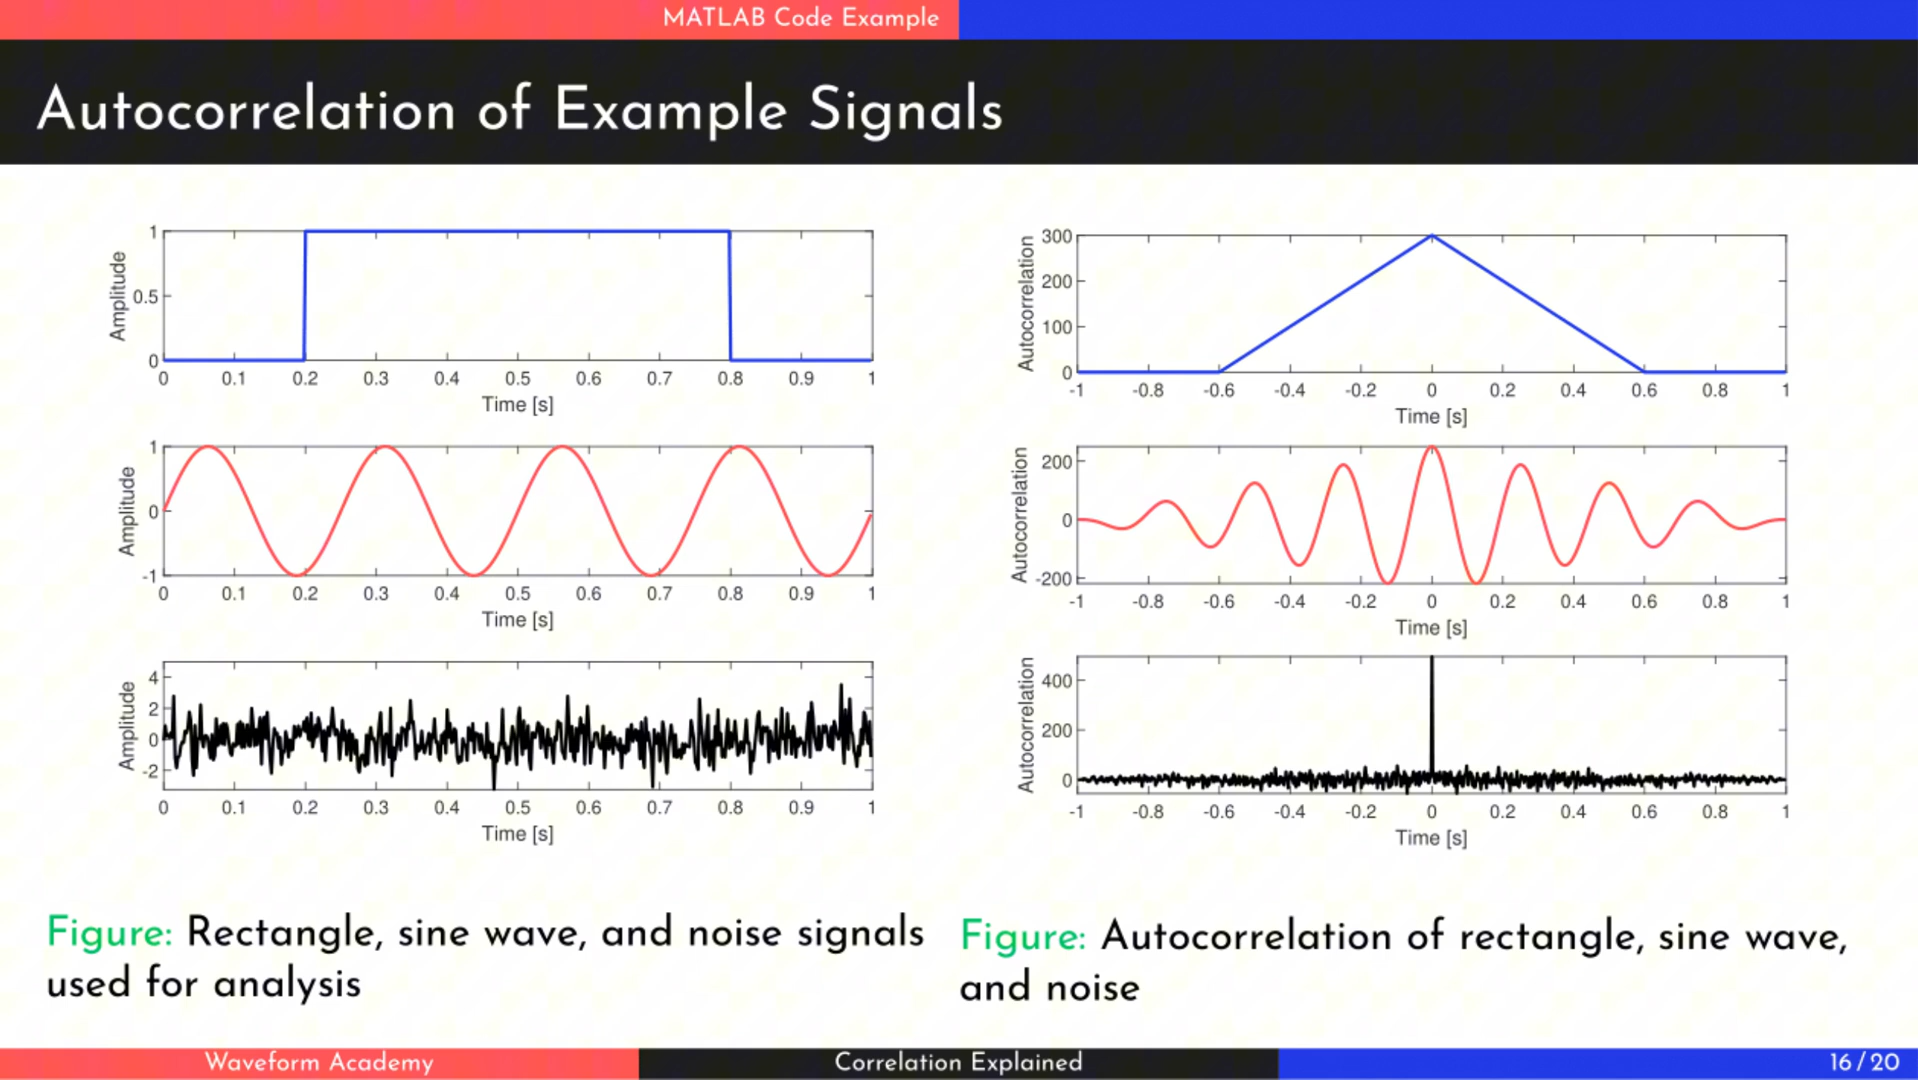 MATLAB Code Example
Autocorrelation of Example Signals
Amplitude
1
0.5
0
0 0.1 0.2 0.3 0.4 0.5 0.6 0.7 0.8 0.9 1
Time [s]
Amplitude
1
0
-1
0 0.1 0.2 0.3 0.4 0.5 0.6 0.7 0.8 0.9 1
Time [s]
Amplitude
4
2
0
-2
0 0.1 0.2 0.3 0.4 0.5 0.6 0.7 0.8 0.9 1
Time [s]
Figure: Rectangle, sine wave, and noise signals
used for analysis
Autocorrelation
300
200
100
0
-1 -0.8 -0.6 -0.4 -0.2 0 0.2 0.4 0.6 0.8 1
Time [s]
Autocorrelation
200
0
-200
-1 -0.8 -0.6 -0.4 -0.2 0 0.2 0.4 0.6 0.8 1
Time [s]
Autocorrelation
400
200
0
-1 -0.8 -0.6 -0.4 -0.2 0 0.2 0.4 0.6 0.8 1
Time [s]
Figure: Autocorrelation of rectangle, sine wave,
and noise
Waveform Academy
Correlation Explained
16 / 20